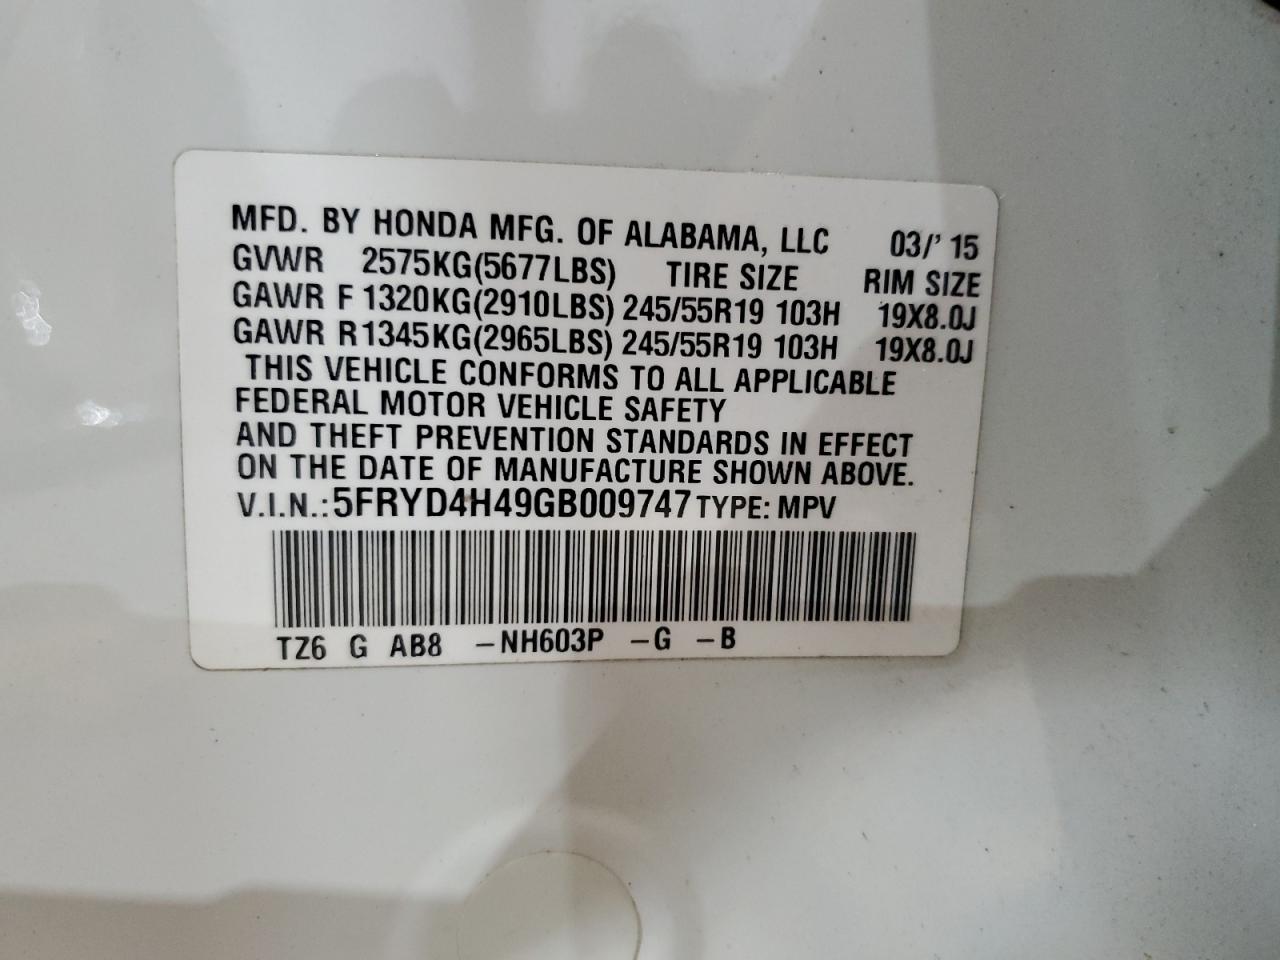 MFD. BY HONDA MFG. OF ALABAMA, LLC 03/' 15
GVWR 2575KG(5677LBS) TIRE SIZE RIM SIZE
GAWR F 1320KG(2910LBS) 245/55R19 103H 19X8.0J
GAWR R 1345KG(2965LBS) 245/55R19 103H 19X8.0J
THIS VEHICLE CONFORMS TO ALL APPLICABLE
FEDERAL MOTOR VEHICLE SAFETY
AND THEFT PREVENTION STANDARDS IN EFFECT
ON THE DATE OF MANUFACTURE SHOWN ABOVE.
V.I.N.: 5FRYD4H49GB009747 TYPE: MPV
TZ6 G AB8 -NH603P -G -B